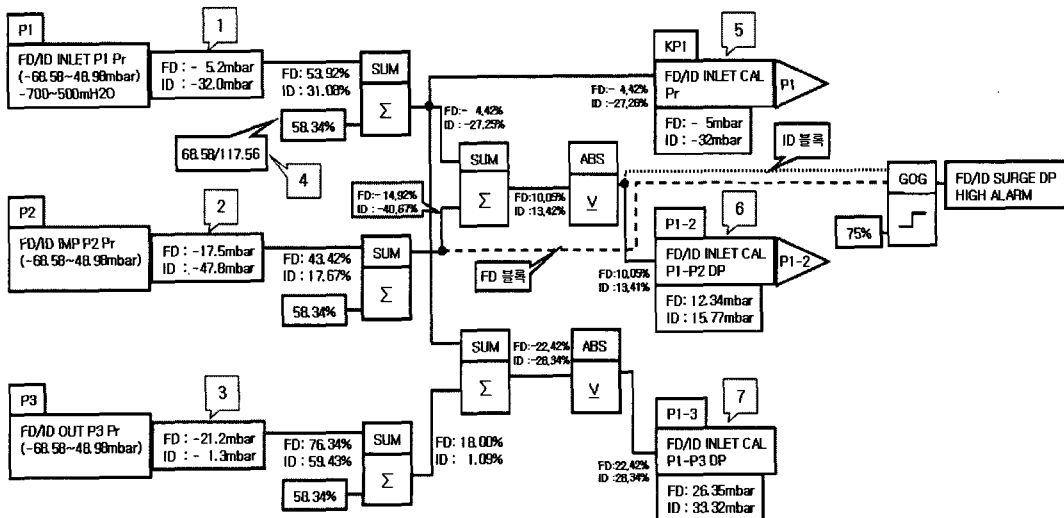 P1
FD/ID INLET P1 Pr
(-68.58~48.98mbar)
-700~500mH2O
1
FD: - 5.2mbar
ID: -32.0mbar
FD: 53.92%
ID: 31.08%
SUM
Σ
58.34%
68.58/117.56
4
FD:- 4.42%
ID:-27.25%
5
KP1
FD/ID INLET CAL
Pr
P1
FD:- 4.42%
ID:-27.26%
FD: - 5mbar
ID: -32mbar
ID 블록
SUM
Σ
FD:10.05%
ID:13.42%
ABS
V
GOG
75%
FD/ID SURGE DP
HIGH ALARM
P2
FD/ID IMP P2 Pr
(-68.58~48.98mbar)
2
FD: -17.5mbar
ID: -47.8mbar
FD: 43.42%
ID: 17.67%
SUM
Σ
58.34%
FD:-14.92%
ID:-40.67%
FD 블록
6
P1-2
FD/ID INLET CAL
P1-P2 DP
P1-2
FD:10.05%
ID:13.41%
FD: 12.34mbar
ID: 15.77mbar
SUM
Σ
FD:-22.42%
ID:-28.34%
ABS
V
P3
FD/ID OUT P3 Pr
(-68.58~48.98mbar)
3
FD: -21.2mbar
ID: - 1.3mbar
FD: 76.34%
ID: 59.43%
SUM
Σ
58.34%
FD: 18.00%
ID: 1.09%
7
P1-3
FD/ID INLET CAL
P1-P3 DP
FD:22.42%
ID:28.34%
FD: 26.35mbar
ID: 33.32mbar